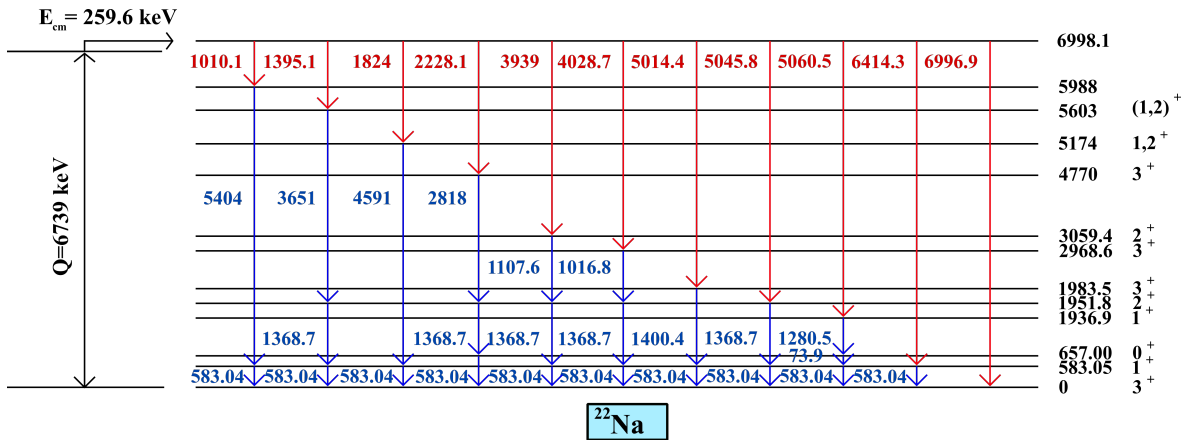 E_cm = 259.6 keV
6998.1
1010.1 1395.1 1824 2228.1 3939 4028.7 5014.4 5045.8 5060.5 6414.3 6996.9
5988
5603 (1,2)⁺
5174 1,2⁺
4770 3⁺
5404 3651 4591 2818
Q=6739 keV
3059.4 2⁺
2968.6 3⁺
1107.6 1016.8
1983.5 3⁺
1951.8 2⁺
1936.9 1⁺
1368.7 1368.7 1368.7 1368.7 1400.4 1368.7 1280.5
73.9
657.00 0⁺
583.05 1⁺
583.04 583.04 583.04 583.04 583.04 583.04 583.04 583.04 583.04 583.04
0 3⁺
²²Na